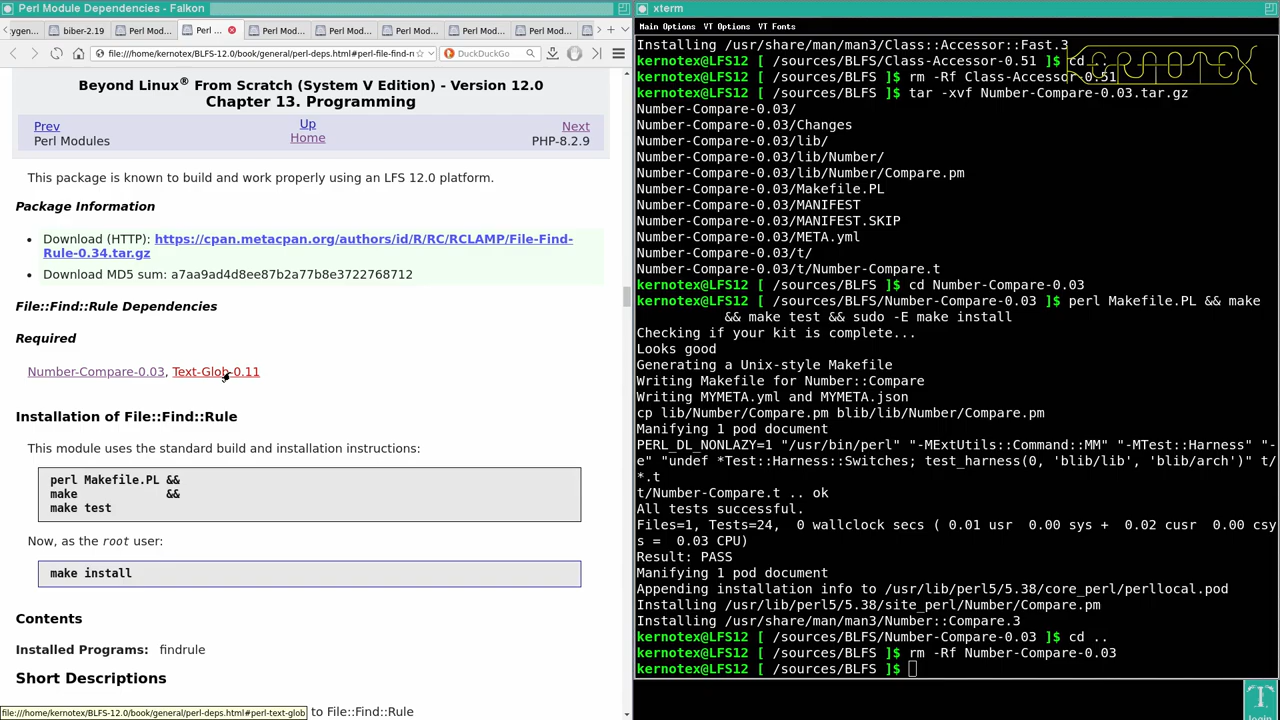 Perl Module Dependencies - Falkon
ygen…
biber-2.19
Perl Mod…
Perl …
Perl Mod…
Perl Mod…
Perl Mod…
Perl Mod…
file:///home/kernotex/BLFS-12.0/book/general/perl-deps.html#perl-file-find-r
DuckDuckGo
Beyond Linux® From Scratch (System V Edition) - Version 12.0
Chapter 13. Programming
Prev
Up
Next
Perl Modules
Home
PHP-8.2.9
This package is known to build and work properly using an LFS 12.0 platform.
Package Information
• Download (HTTP): https://cpan.metacpan.org/authors/id/R/RC/RCLAMP/File-Find-
Rule-0.34.tar.gz
• Download MD5 sum: a7aa9ad4d8ee87b2a77b8e3722768712
File::Find::Rule Dependencies
Required
Number-Compare-0.03, Text-Glob-0.11
Installation of File::Find::Rule
This module uses the standard build and installation instructions:
perl Makefile.PL &&
make             &&
make test
Now, as the root user:
make install
Contents
Installed Programs: findrule
Short Descriptions
to File::Find::Rule
file:///home/kernotex/BLFS-12.0/book/general/perl-deps.html#perl-text-glob
xterm
Main Options VT Options VT Fonts
Installing /usr/share/man/man3/Class::Accessor::Fast.3
kernotex@LFS12 [ /sources/BLFS/Class-Accessor-0.51 ]$ cd ..
kernotex@LFS12 [ /sources/BLFS ]$ rm -Rf Class-Accessor-0.51
KERNOTEX
kernotex@LFS12 [ /sources/BLFS ]$ tar -xvf Number-Compare-0.03.tar.gz
Number-Compare-0.03/
Number-Compare-0.03/Changes
Number-Compare-0.03/lib/
Number-Compare-0.03/lib/Number/
Number-Compare-0.03/lib/Number/Compare.pm
Number-Compare-0.03/Makefile.PL
Number-Compare-0.03/MANIFEST
Number-Compare-0.03/MANIFEST.SKIP
Number-Compare-0.03/META.yml
Number-Compare-0.03/t/
Number-Compare-0.03/t/Number-Compare.t
kernotex@LFS12 [ /sources/BLFS ]$ cd Number-Compare-0.03
kernotex@LFS12 [ /sources/BLFS/Number-Compare-0.03 ]$ perl Makefile.PL && make
&& make test && sudo -E make install
Checking if your kit is complete...
Looks good
Generating a Unix-style Makefile
Writing Makefile for Number::Compare
Writing MYMETA.yml and MYMETA.json
cp lib/Number/Compare.pm blib/lib/Number/Compare.pm
Manifying 1 pod document
PERL_DL_NONLAZY=1 "/usr/bin/perl" "-MExtUtils::Command::MM" "-MTest::Harness" "-
e" "undef *Test::Harness::Switches; test_harness(0, 'blib/lib', 'blib/arch')" t/
*.t
t/Number-Compare.t .. ok
All tests successful.
Files=1, Tests=24,  0 wallclock secs ( 0.01 usr  0.00 sys +  0.02 cusr  0.00 csy
s =  0.03 CPU)
Result: PASS
Manifying 1 pod document
Appending installation info to /usr/lib/perl5/5.38/core_perl/perllocal.pod
Installing /usr/lib/perl5/5.38/site_perl/Number/Compare.pm
Installing /usr/share/man/man3/Number::Compare.3
kernotex@LFS12 [ /sources/BLFS/Number-Compare-0.03 ]$ cd ..
kernotex@LFS12 [ /sources/BLFS ]$ rm -Rf Number-Compare-0.03
kernotex@LFS12 [ /sources/BLFS ]$
login